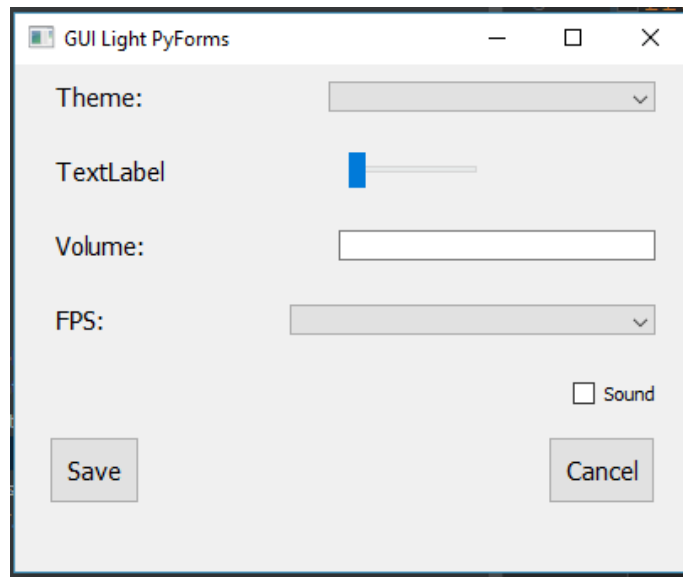 GUI Light PyForms
Theme:
TextLabel
Volume:
FPS:
Sound
Save Cancel